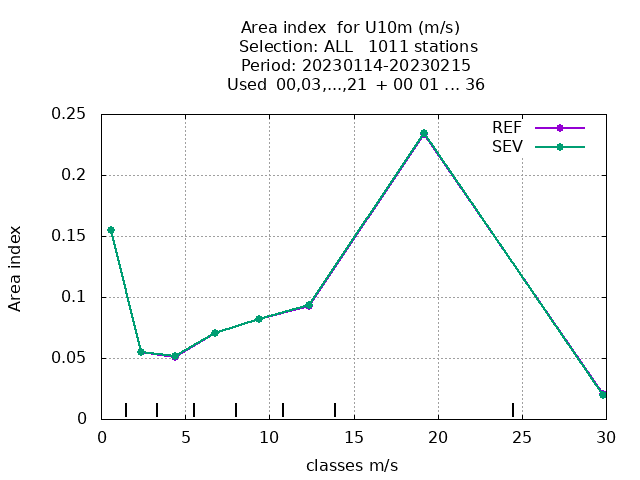 Area index  for U10m (m/s)
Selection: ALL   1011 stations
Period: 20230114-20230215
Used  00,03,...,21  + 00 01 ... 36
0.25
0.2
0.15
0.1
0.05
0
Area index
REF
SEV
0 5 10 15 20 25 30
classes m/s